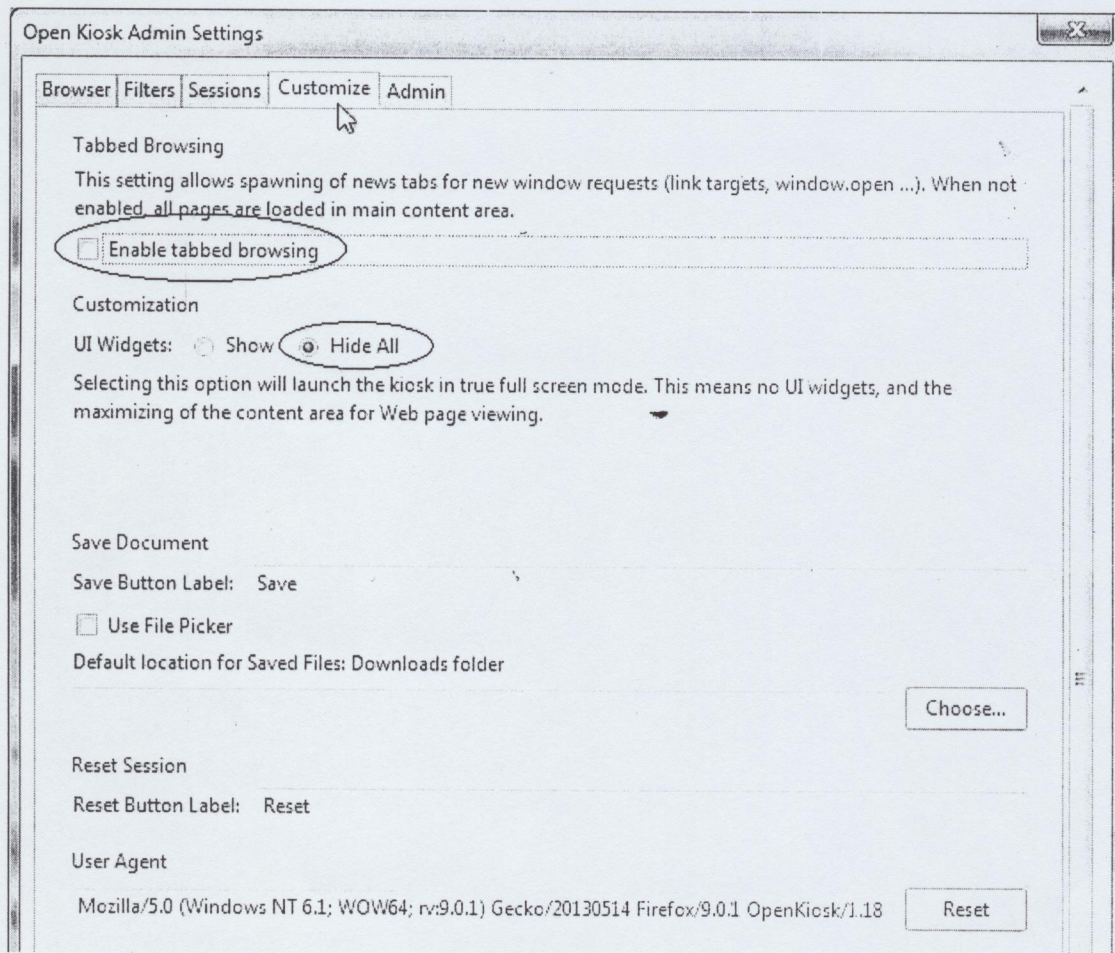 Open Kiosk Admin Settings
Browser Filters Sessions Customize Admin
Tabbed Browsing
This setting allows spawning of news tabs for new window requests (link targets, window.open ...). When not
enabled, all pages are loaded in main content area.
Enable tabbed browsing
Customization
UI Widgets: Show Hide All
Selecting this option will launch the kiosk in true full screen mode. This means no UI widgets, and the
maximizing of the content area for Web page viewing.
Save Document
Save Button Label: Save
Use File Picker
Default location for Saved Files: Downloads folder
Choose...
Reset Session
Reset Button Label: Reset
User Agent
Mozilla/5.0 (Windows NT 6.1; WOW64; rv:9.0.1) Gecko/20130514 Firefox/9.0.1 OpenKiosk/1.18 Reset